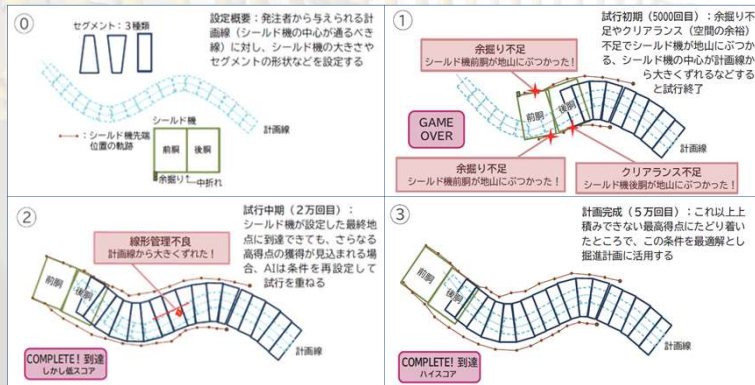 ⓪
セグメント：3種類
設定概要：発注者から与えられる計
画線（シールド機の中心が通るべき
線）に対し、シールド機の大きさや
セグメントの形状などを設定する
シールド機
：シールド機先端
位置の軌跡
前胴
後胴
計画線
余掘り
中折れ
①
試行初期（5000回目）：余掘り不
足やクリアランス（空間の余裕）
不足でシールド機が地山にぶつか
る、シールド機の中心が計画線か
ら大きくずれるなどする
と試行終了
余掘り不足
シールド機前胴が地山にぶつかった！
GAME
OVER
前胴
後胴
計画線
余掘り不足
シールド機前胴が地山にぶつかった！
クリアランス不足
シールド機後胴が地山にぶつかった！
②
試行中期（２万回目）：
シールド機が設定した最終地
点に到達できても、さらなる
高得点の獲得が見込まれる場
合、AIは条件を再設定して
試行を重ねる
線形管理不良
計画線から大きくずれた！
前胴
後胴
計画線
COMPLETE! 到達
しかし低スコア
③
計画完成（５万回目）：これ以上上
積みできない最高得点にたどり着い
たところで、この条件を最適解とし
掘進計画に活用する
前胴
後胴
計画線
COMPLETE! 到達
ハイスコア